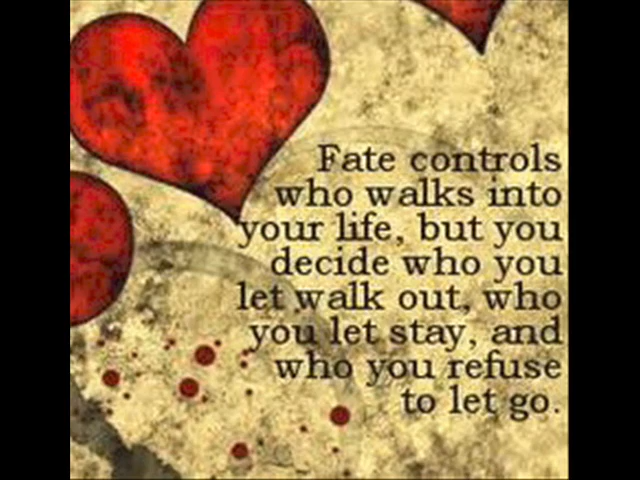 Fate controls
who walks into
your life, but you
decide who you
let walk out, who
you let stay, and
who you refuse
to let go.